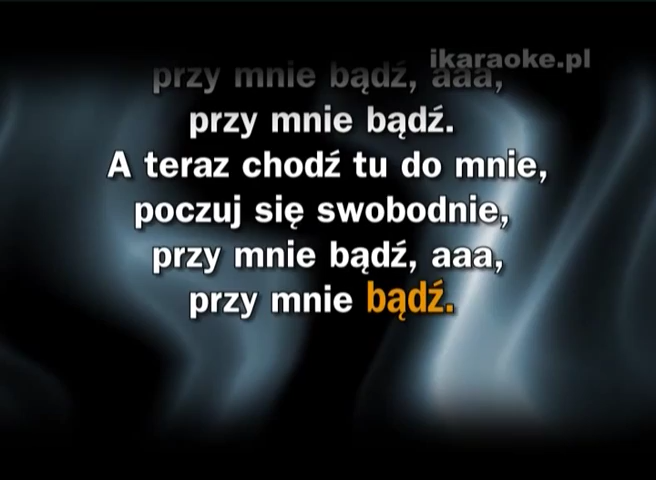 ikaraoke.pl
przy mnie bądź, aaa,
przy mnie bądź.
A teraz chodź tu do mnie,
poczuj się swobodnie,
przy mnie bądź, aaa,
przy mnie bądź.